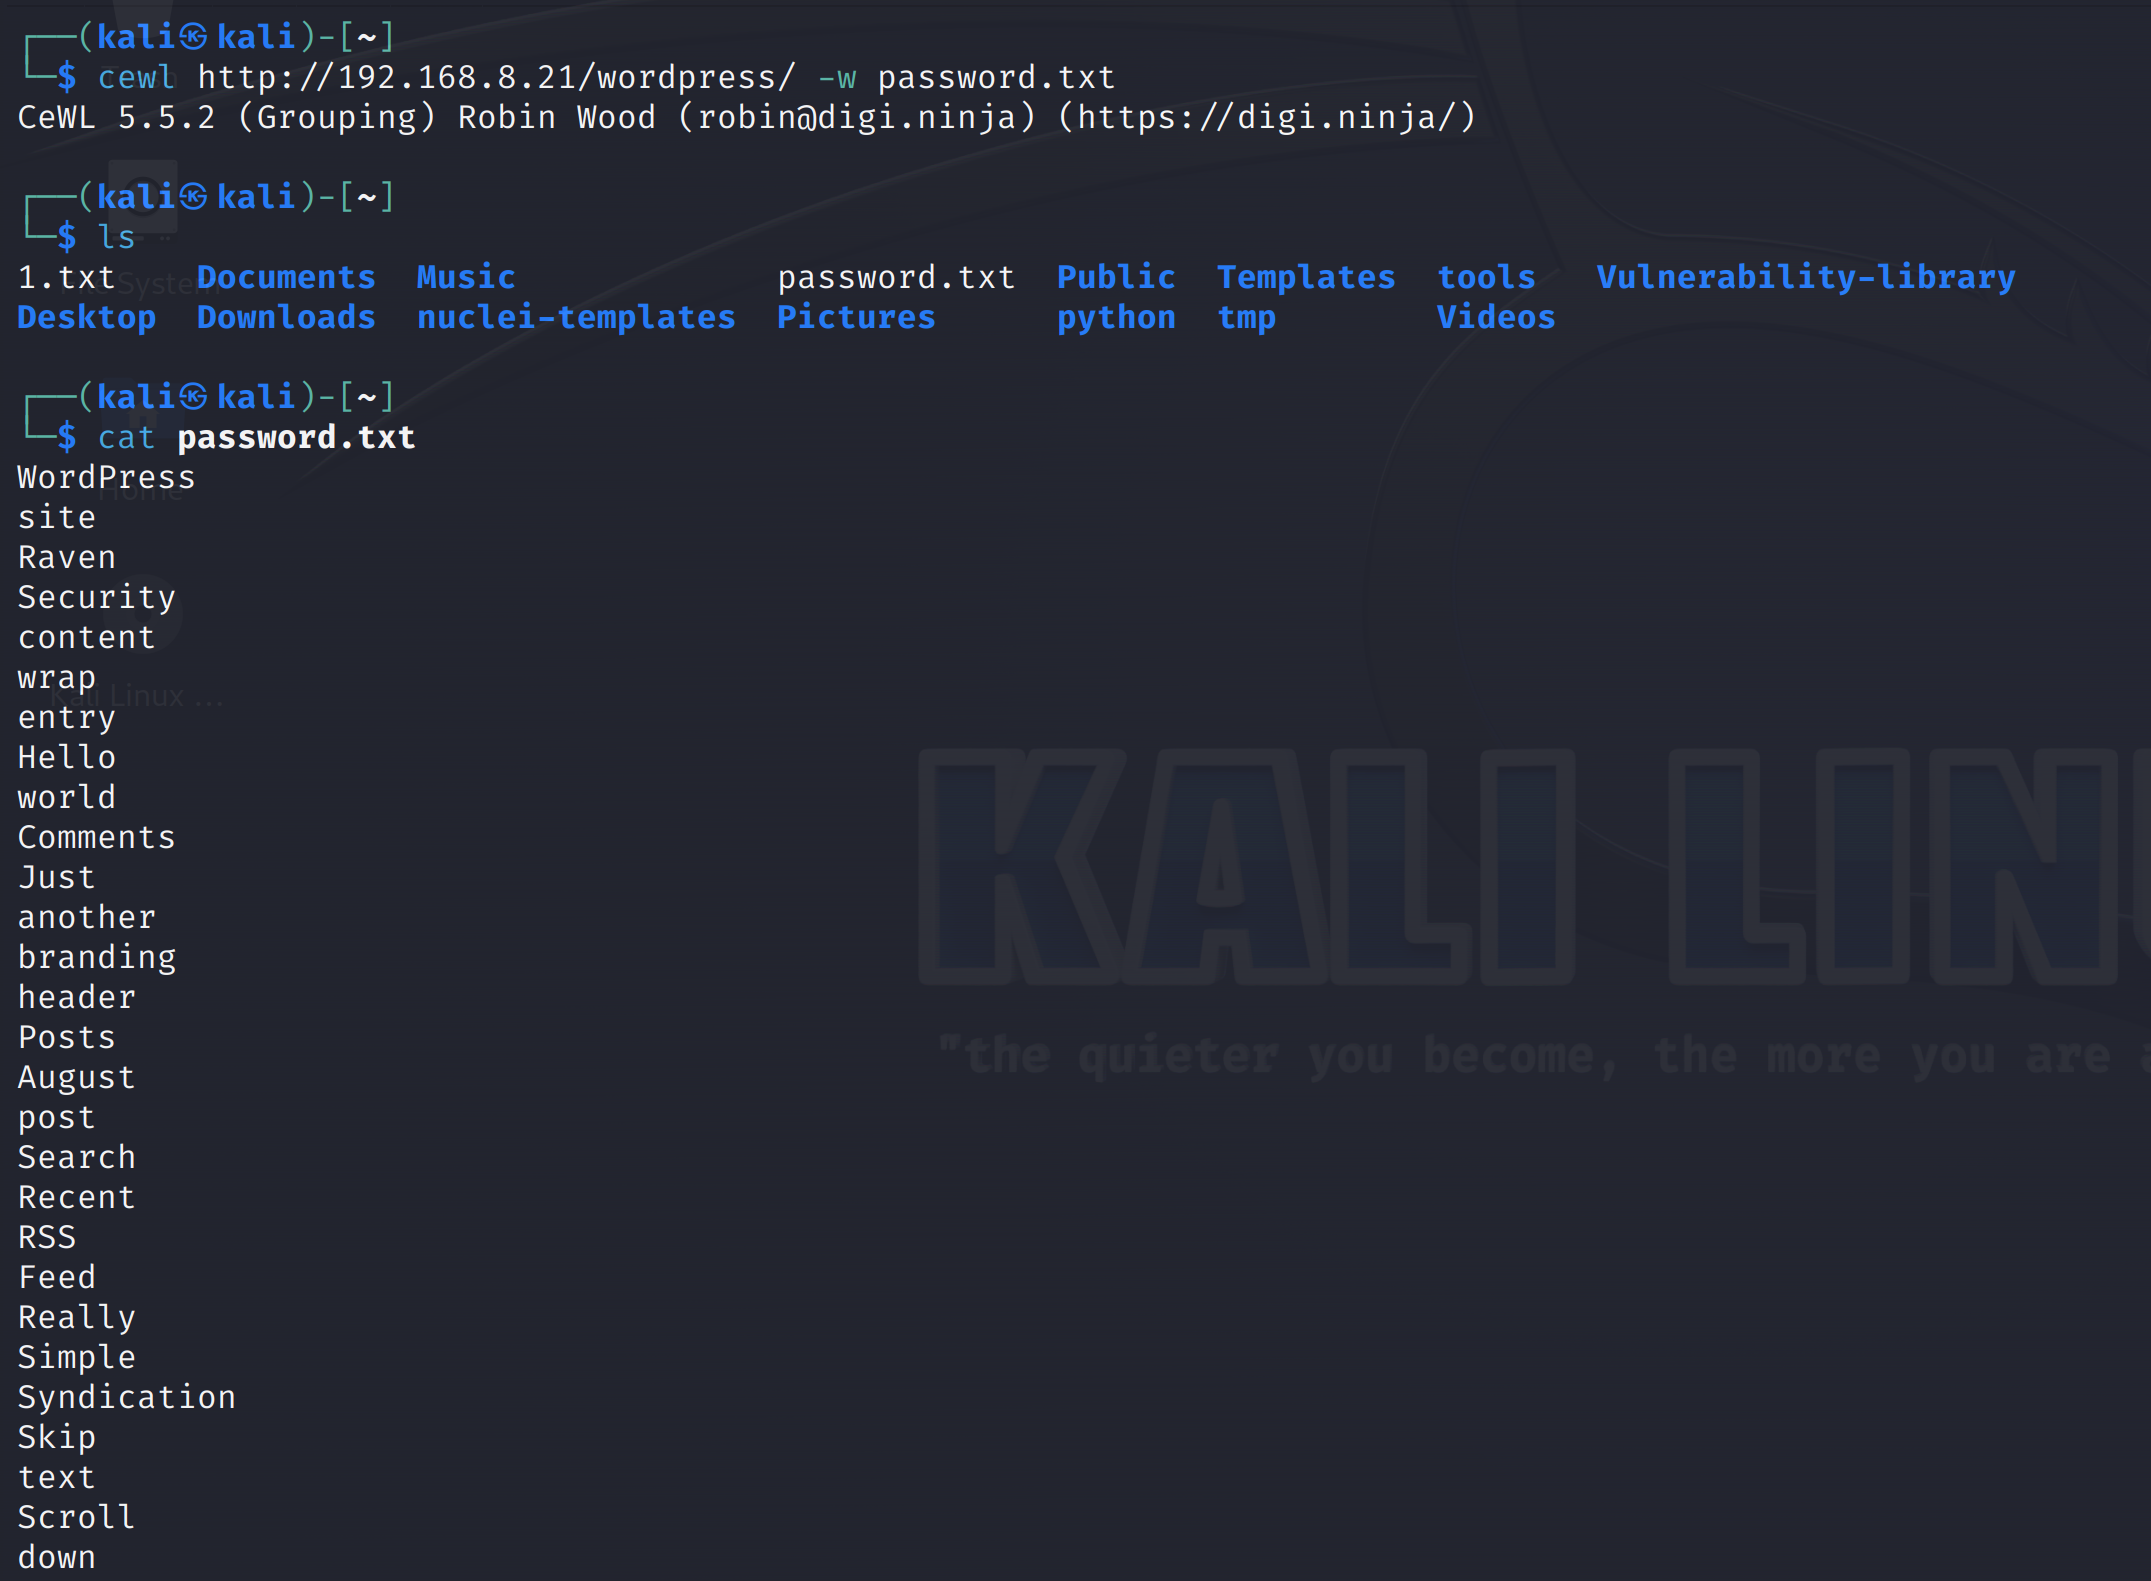 ┌──(kali㉿kali)-[~]
└─$ cewl http://192.168.8.21/wordpress/ -w password.txt
CeWL 5.5.2 (Grouping) Robin Wood (robin@digi.ninja) (https://digi.ninja/)
┌──(kali㉿kali)-[~]
└─$ ls
1.txt Documents Music password.txt Public Templates tools Vulnerability-library
Desktop Downloads nuclei-templates Pictures python tmp Videos
┌──(kali㉿kali)-[~]
└─$ cat password.txt
WordPress
site
Raven
Security
content
wrap
entry
Hello
world
Comments
Just
another
branding
header
Posts
August
post
Search
Recent
RSS
Feed
Really
Simple
Syndication
Skip
text
Scroll
down
System
Home
Kali Linux ...
KALI LIN
"the quieter you become, the more you are